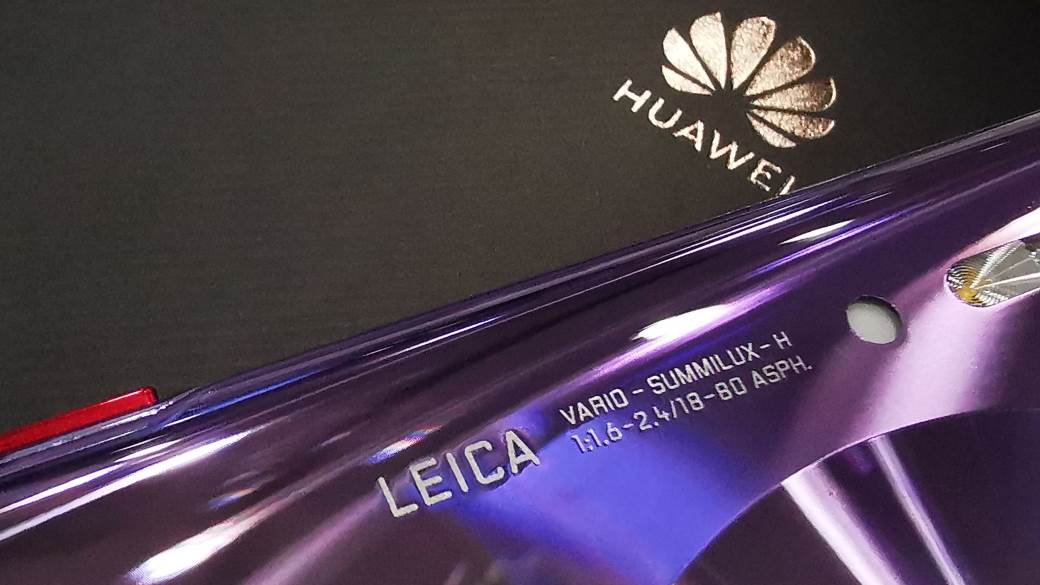 HUAWEI
LEICA
VARIO - SUMMILUX - H
1:1.6-2.4/18-80 ASPH.